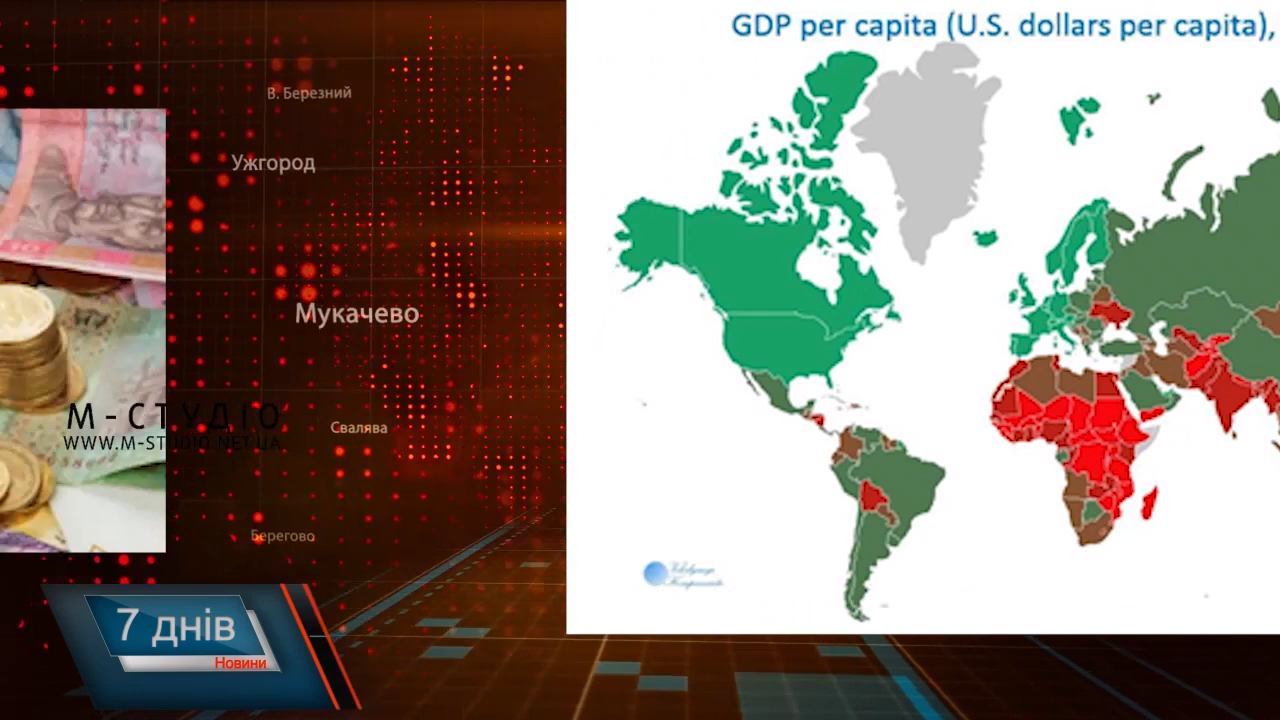 GDP per capita (U.S. dollars per capita),
В. Березний
Ужгород
Мукачево
М-СТУДІО
WWW.M-STUDIO.NET.UA
Свалява
Берегово
7 днів
Новини